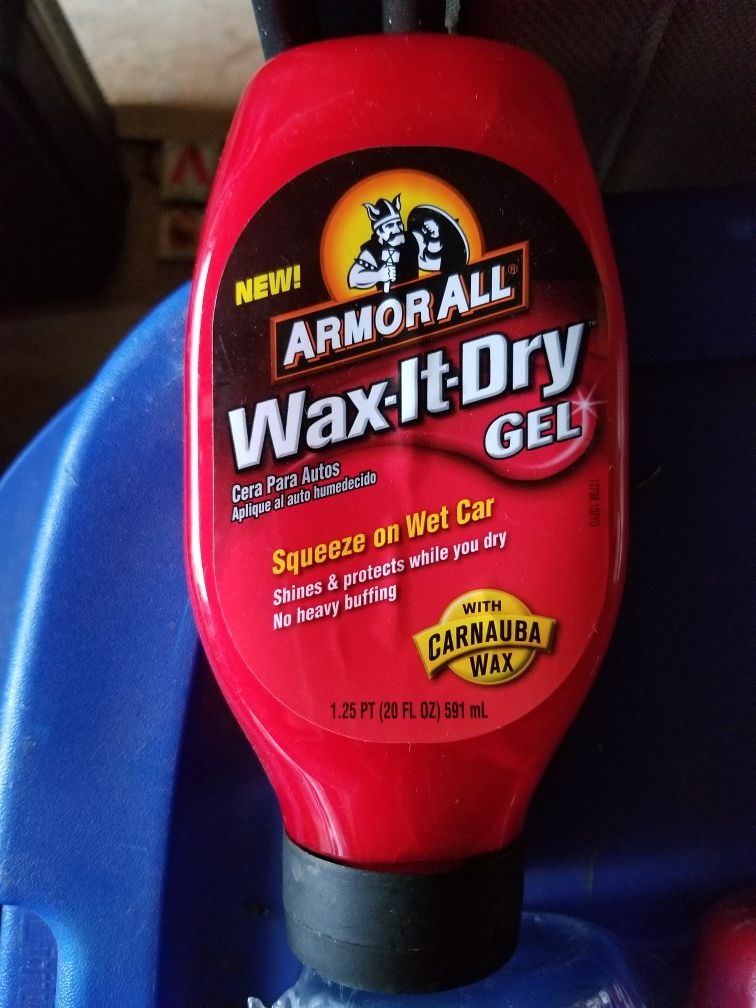 NEW!
ARMOR ALL®
Wax-It-Dry™
GEL
Cera Para Autos
Aplique al auto humedecido
Squeeze on Wet Car
Shines & protects while you dry
No heavy buffing
WITH
CARNAUBA
WAX
1.25 PT (20 FL OZ) 591 mL